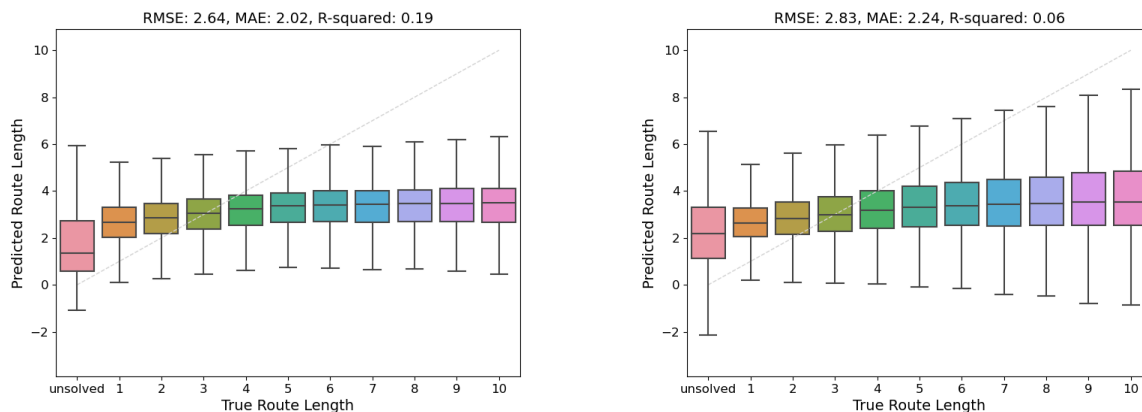 RMSE: 2.64, MAE: 2.02, R-squared: 0.19
Predicted Route Length
10
8
6
4
2
0
−2
unsolved 1 2 3 4 5 6 7 8 9 10
True Route Length
RMSE: 2.83, MAE: 2.24, R-squared: 0.06
Predicted Route Length
10
8
6
4
2
0
−2
unsolved 1 2 3 4 5 6 7 8 9 10
True Route Length